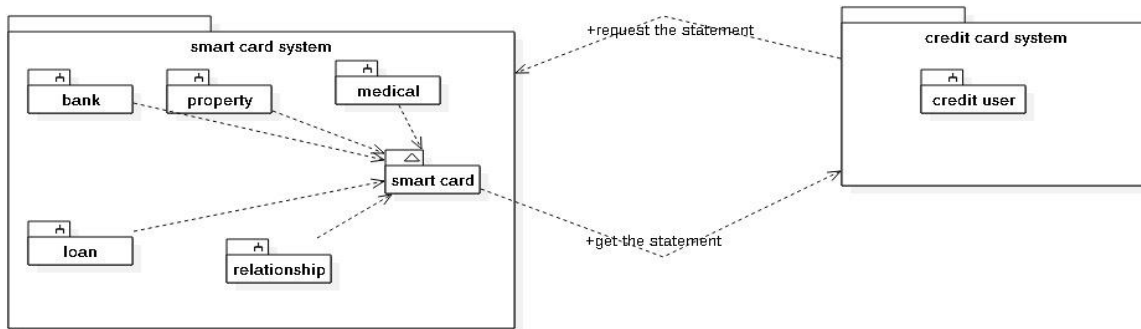 smart card system
bank
property
medical
smart card
loan
relationship
+request the statement
+get the statement
credit card system
credit user